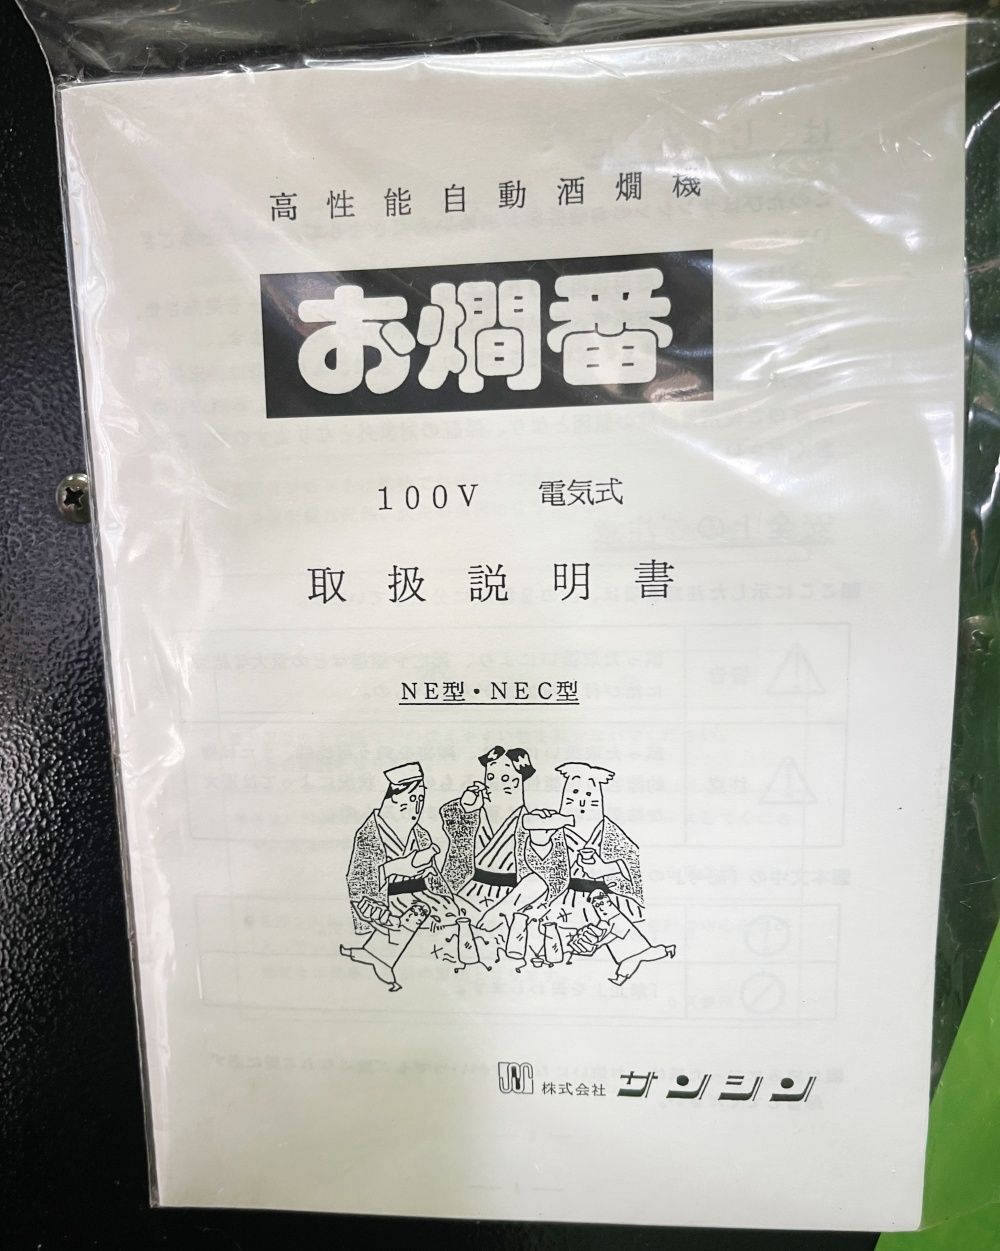 高性能自動酒燗機
お燗番
100V 電気式
取扱説明書
NE型・NEC型
株式会社 サンシン